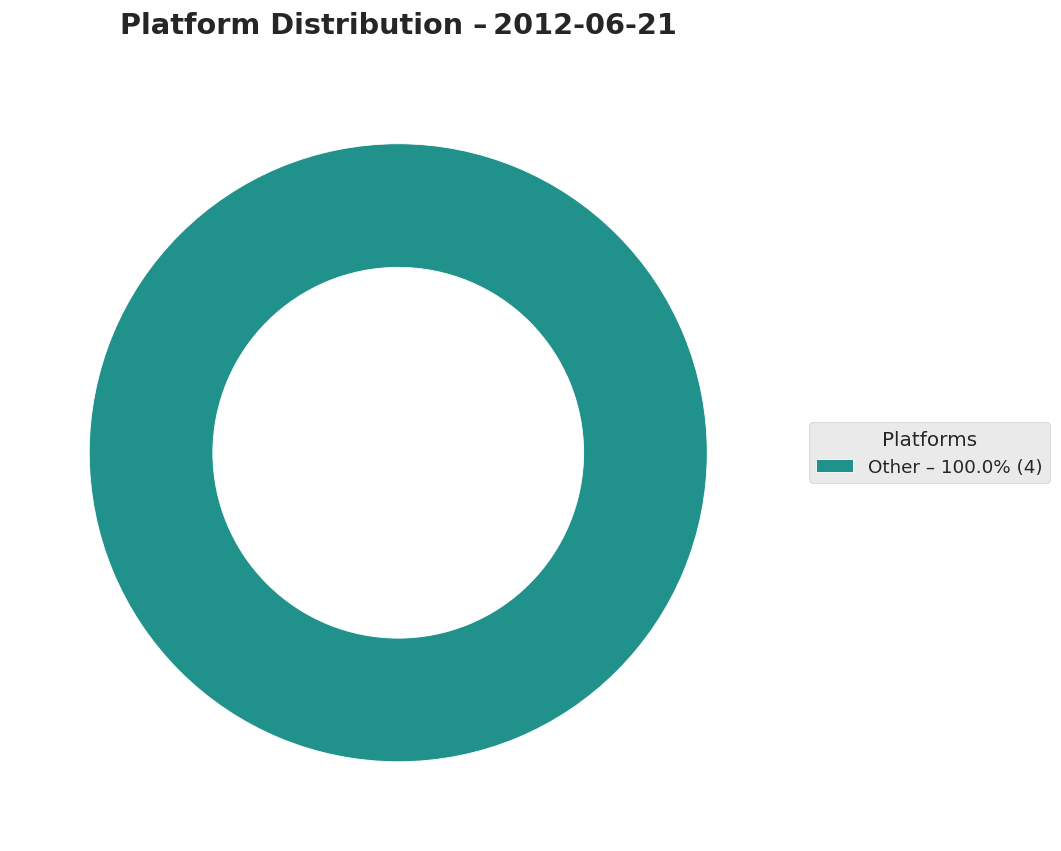 Platform Distribution – 2012-06-21
Platforms
Other – 100.0% (4)